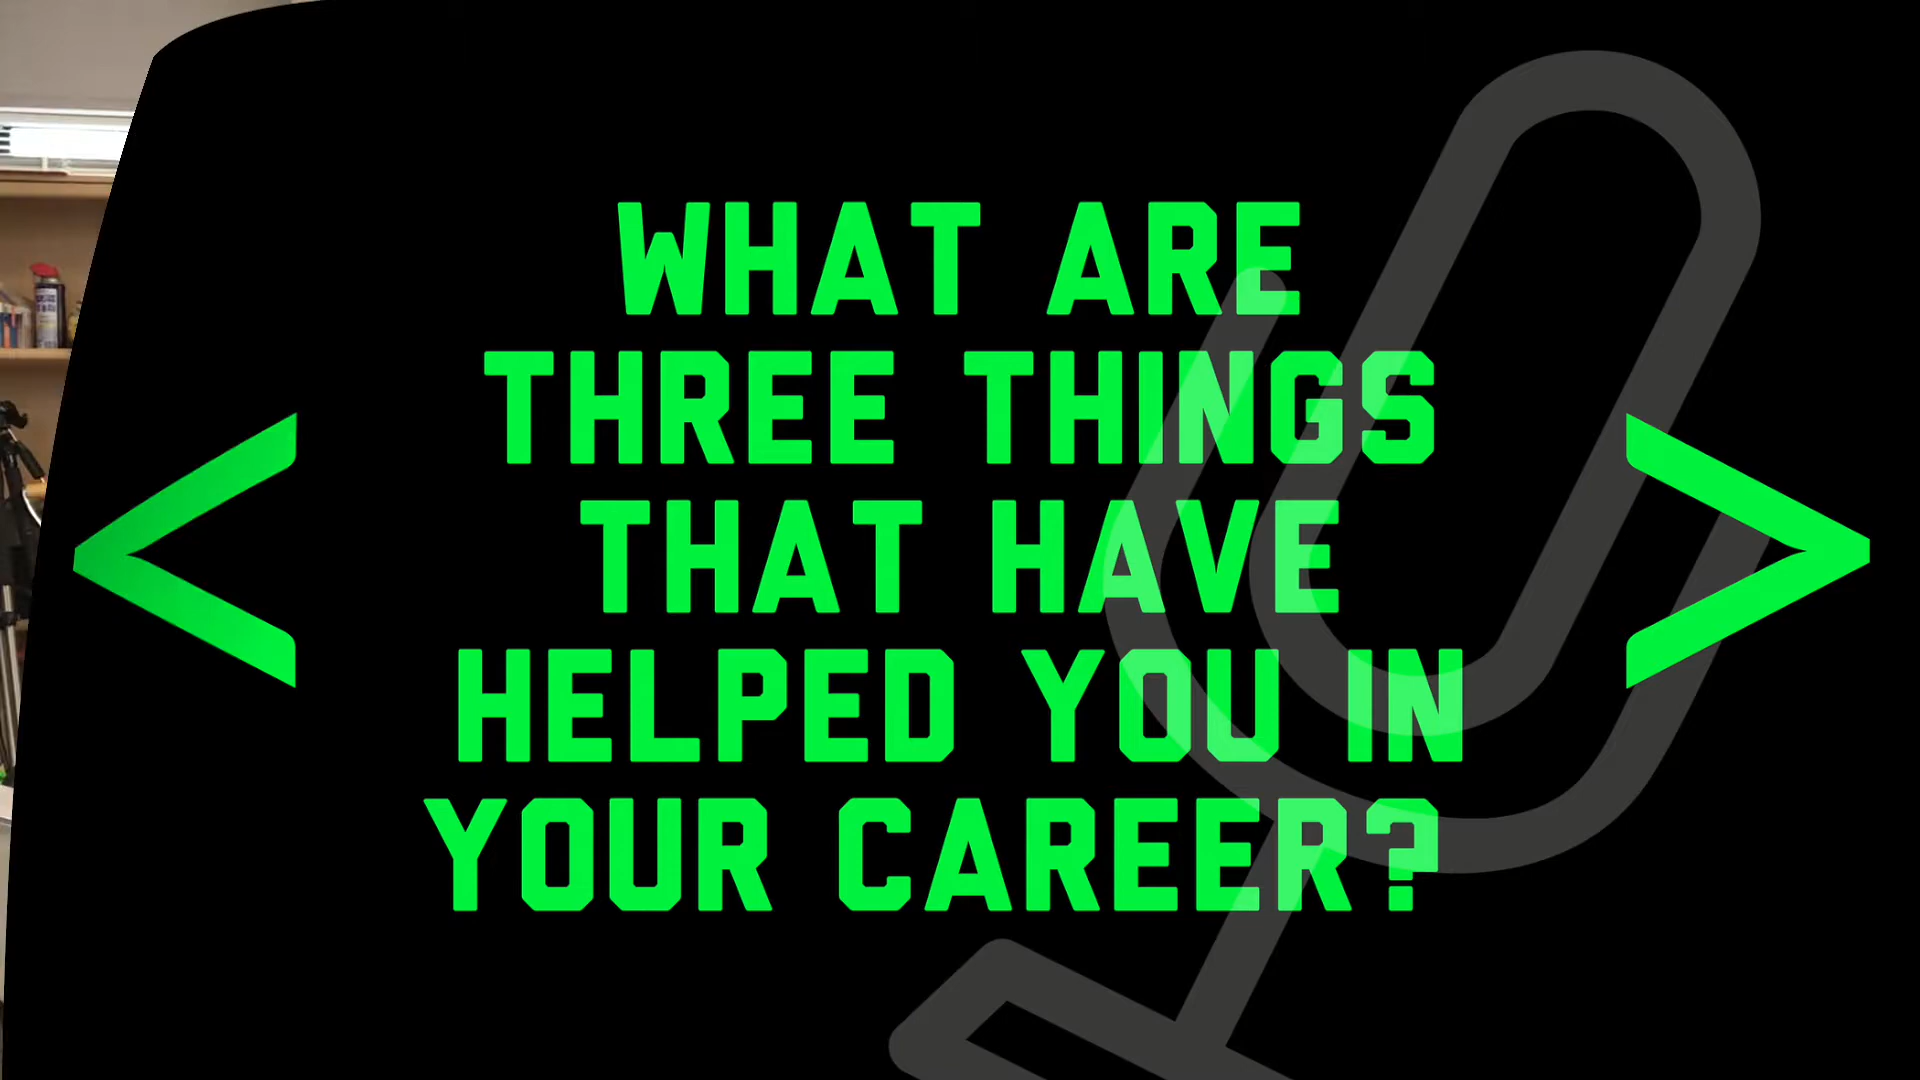 WHAT ARE
THREE THINGS
< THAT HAVE >
HELPED YOU IN
YOUR CAREER?